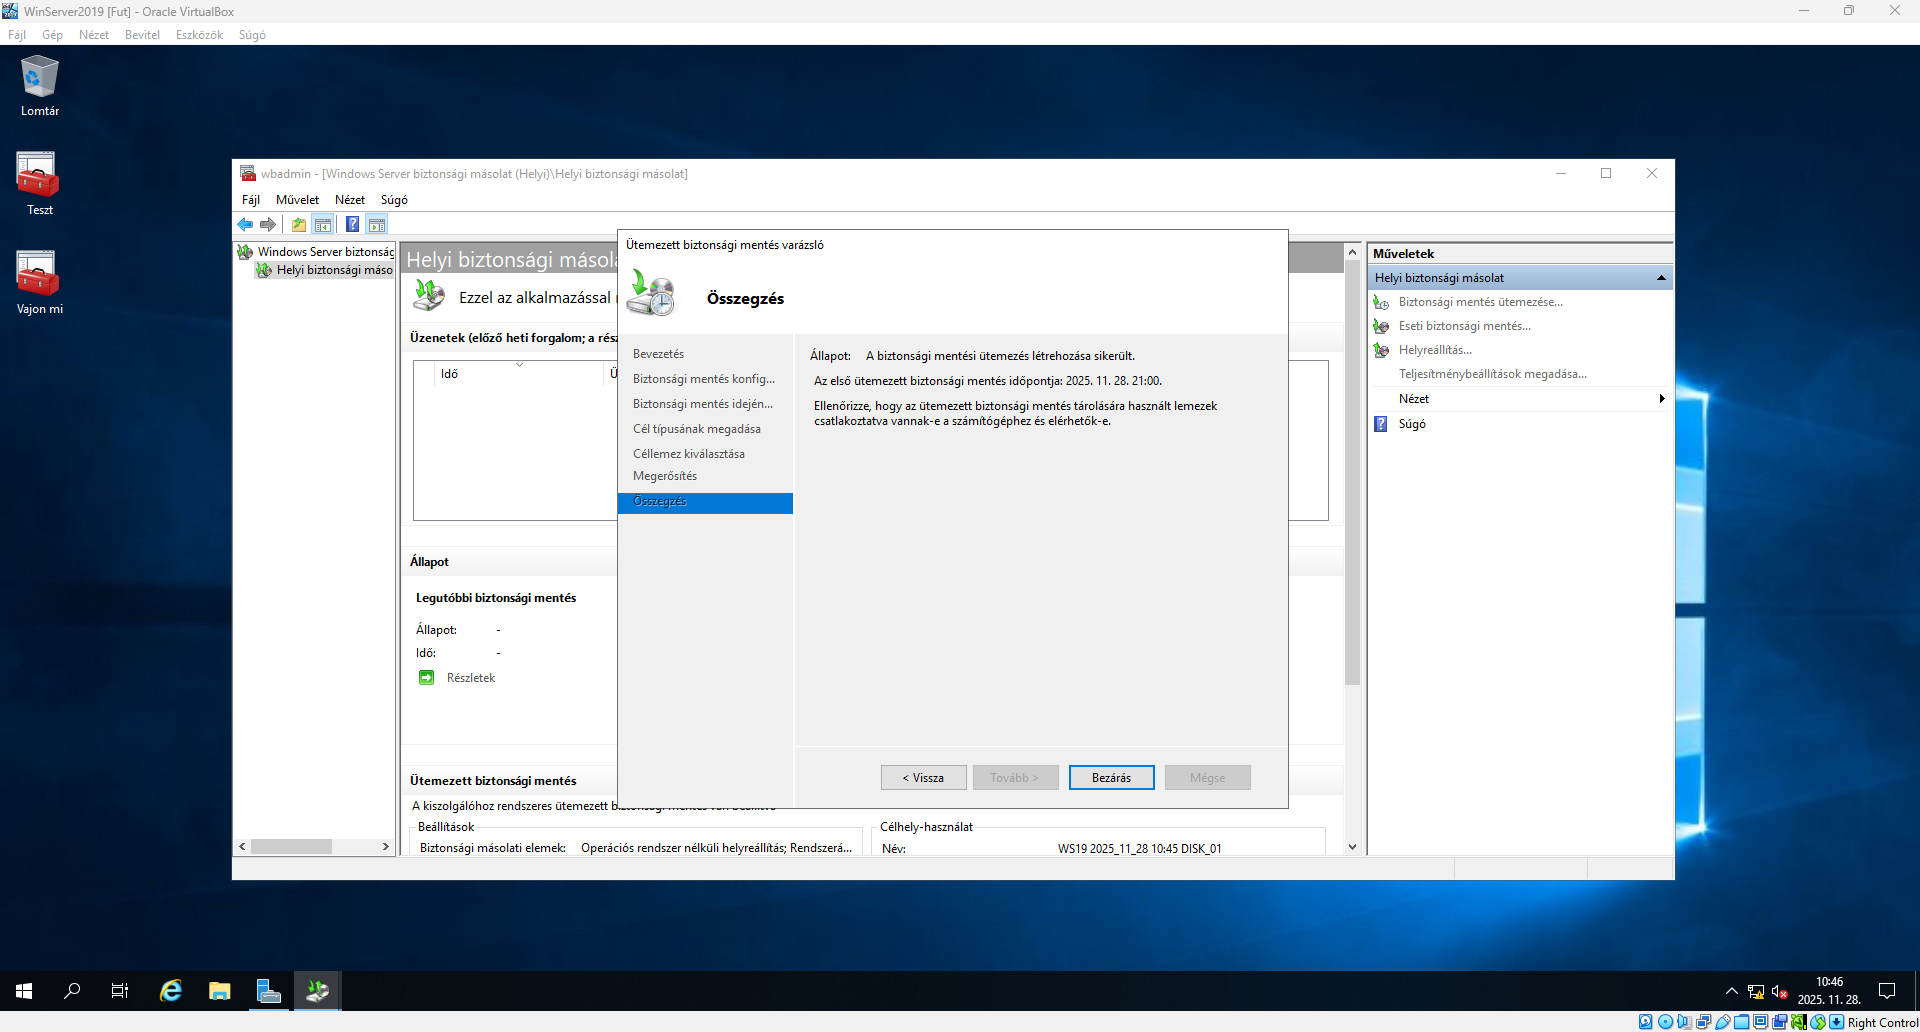 WinServer2019 [Fut] - Oracle VirtualBox
Fájl Gép Nézet Bevitel Eszközök Súgó
Lomtár
Teszt
Vajon mi
wbadmin - [Windows Server biztonsági másolat (Helyi)\Helyi biztonsági másolat]
Fájl Művelet Nézet Súgó
Windows Server biztonság
Helyi biztonsági máso
Helyi biztonsági másola
Ezzel az alkalmazással
Üzenetek (előző heti forgalom; a rés
Idő
Állapot
Legutóbbi biztonsági mentés
Állapot: -
Idő: -
Részletek
Ütemezett biztonsági mentés
A kiszolgálóhoz rendszeres ütemezett
Beállítások
Biztonsági másolati elemek: Operációs rendszer nélküli helyreállítás; Rendszerá...
Célhely-használat
Név: WS19 2025_11_28 10:45 DISK_01
Ütemezett biztonsági mentés varázsló
Összegzés
Bevezetés
Biztonsági mentés konfig...
Biztonsági mentés idején...
Cél típusának megadása
Céllemez kiválasztása
Megerősítés
Összegzés
Állapot: A biztonsági mentési ütemezés létrehozása sikerült.
Az első ütemezett biztonsági mentés időpontja: 2025. 11. 28. 21:00.
Ellenőrizze, hogy az ütemezett biztonsági mentés tárolására használt lemezek
csatlakoztatva vannak-e a számítógéphez és elérhetők-e.
< Vissza Tovább > Bezárás Mégse
Műveletek
Helyi biztonsági másolat
Biztonsági mentés ütemezése...
Eseti biztonsági mentés...
Helyreállítás...
Teljesítménybeállítások megadása...
Nézet
Súgó
10:46
2025. 11. 28.
Right Control